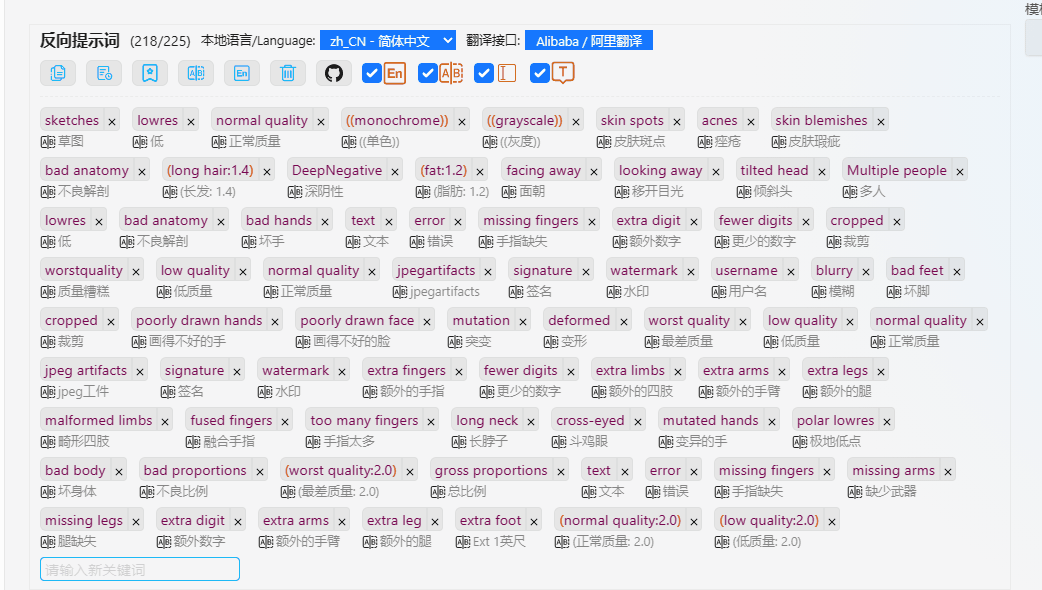 模
反向提示词 (218/225) 本地语言/Language: zh_CN - 简体中文 翻译接口: Alibaba / 阿里翻译
En En
sketches × lowres × normal quality × ((monochrome)) × ((grayscale)) × skin spots × acnes × skin blemishes ×
草图 低 正常质量 ((单色)) ((灰度)) 皮肤斑点 痤疮 皮肤瑕疵
bad anatomy × (long hair:1.4) × DeepNegative × (fat:1.2) × facing away × looking away × tilted head × Multiple people ×
不良解剖 (长发: 1.4) 深阴性 (脂肪: 1.2) 面朝 移开目光 倾斜头 多人
lowres × bad anatomy × bad hands × text × error × missing fingers × extra digit × fewer digits × cropped ×
低 不良解剖 坏手 文本 错误 手指缺失 额外数字 更少的数字 裁剪
worstquality × low quality × normal quality × jpegartifacts × signature × watermark × username × blurry × bad feet ×
质量糟糕 低质量 正常质量 jpegartifacts 签名 水印 用户名 模糊 坏脚
cropped × poorly drawn hands × poorly drawn face × mutation × deformed × worst quality × low quality × normal quality ×
裁剪 画得不好的手 画得不好的脸 突变 变形 最差质量 低质量 正常质量
jpeg artifacts × signature × watermark × extra fingers × fewer digits × extra limbs × extra arms × extra legs ×
jpeg工件 签名 水印 额外的手指 更少的数字 额外的四肢 额外的手臂 额外的腿
malformed limbs × fused fingers × too many fingers × long neck × cross-eyed × mutated hands × polar lowres ×
畸形四肢 融合手指 手指太多 长脖子 斗鸡眼 变异的手 极地低点
bad body × bad proportions × (worst quality:2.0) × gross proportions × text × error × missing fingers × missing arms ×
坏身体 不良比例 (最差质量: 2.0) 总比例 文本 错误 手指缺失 缺少武器
missing legs × extra digit × extra arms × extra leg × extra foot × (normal quality:2.0) × (low quality:2.0) ×
腿缺失 额外数字 额外的手臂 额外的腿 Ext 1英尺 (正常质量: 2.0) (低质量: 2.0)
请输入新关键词